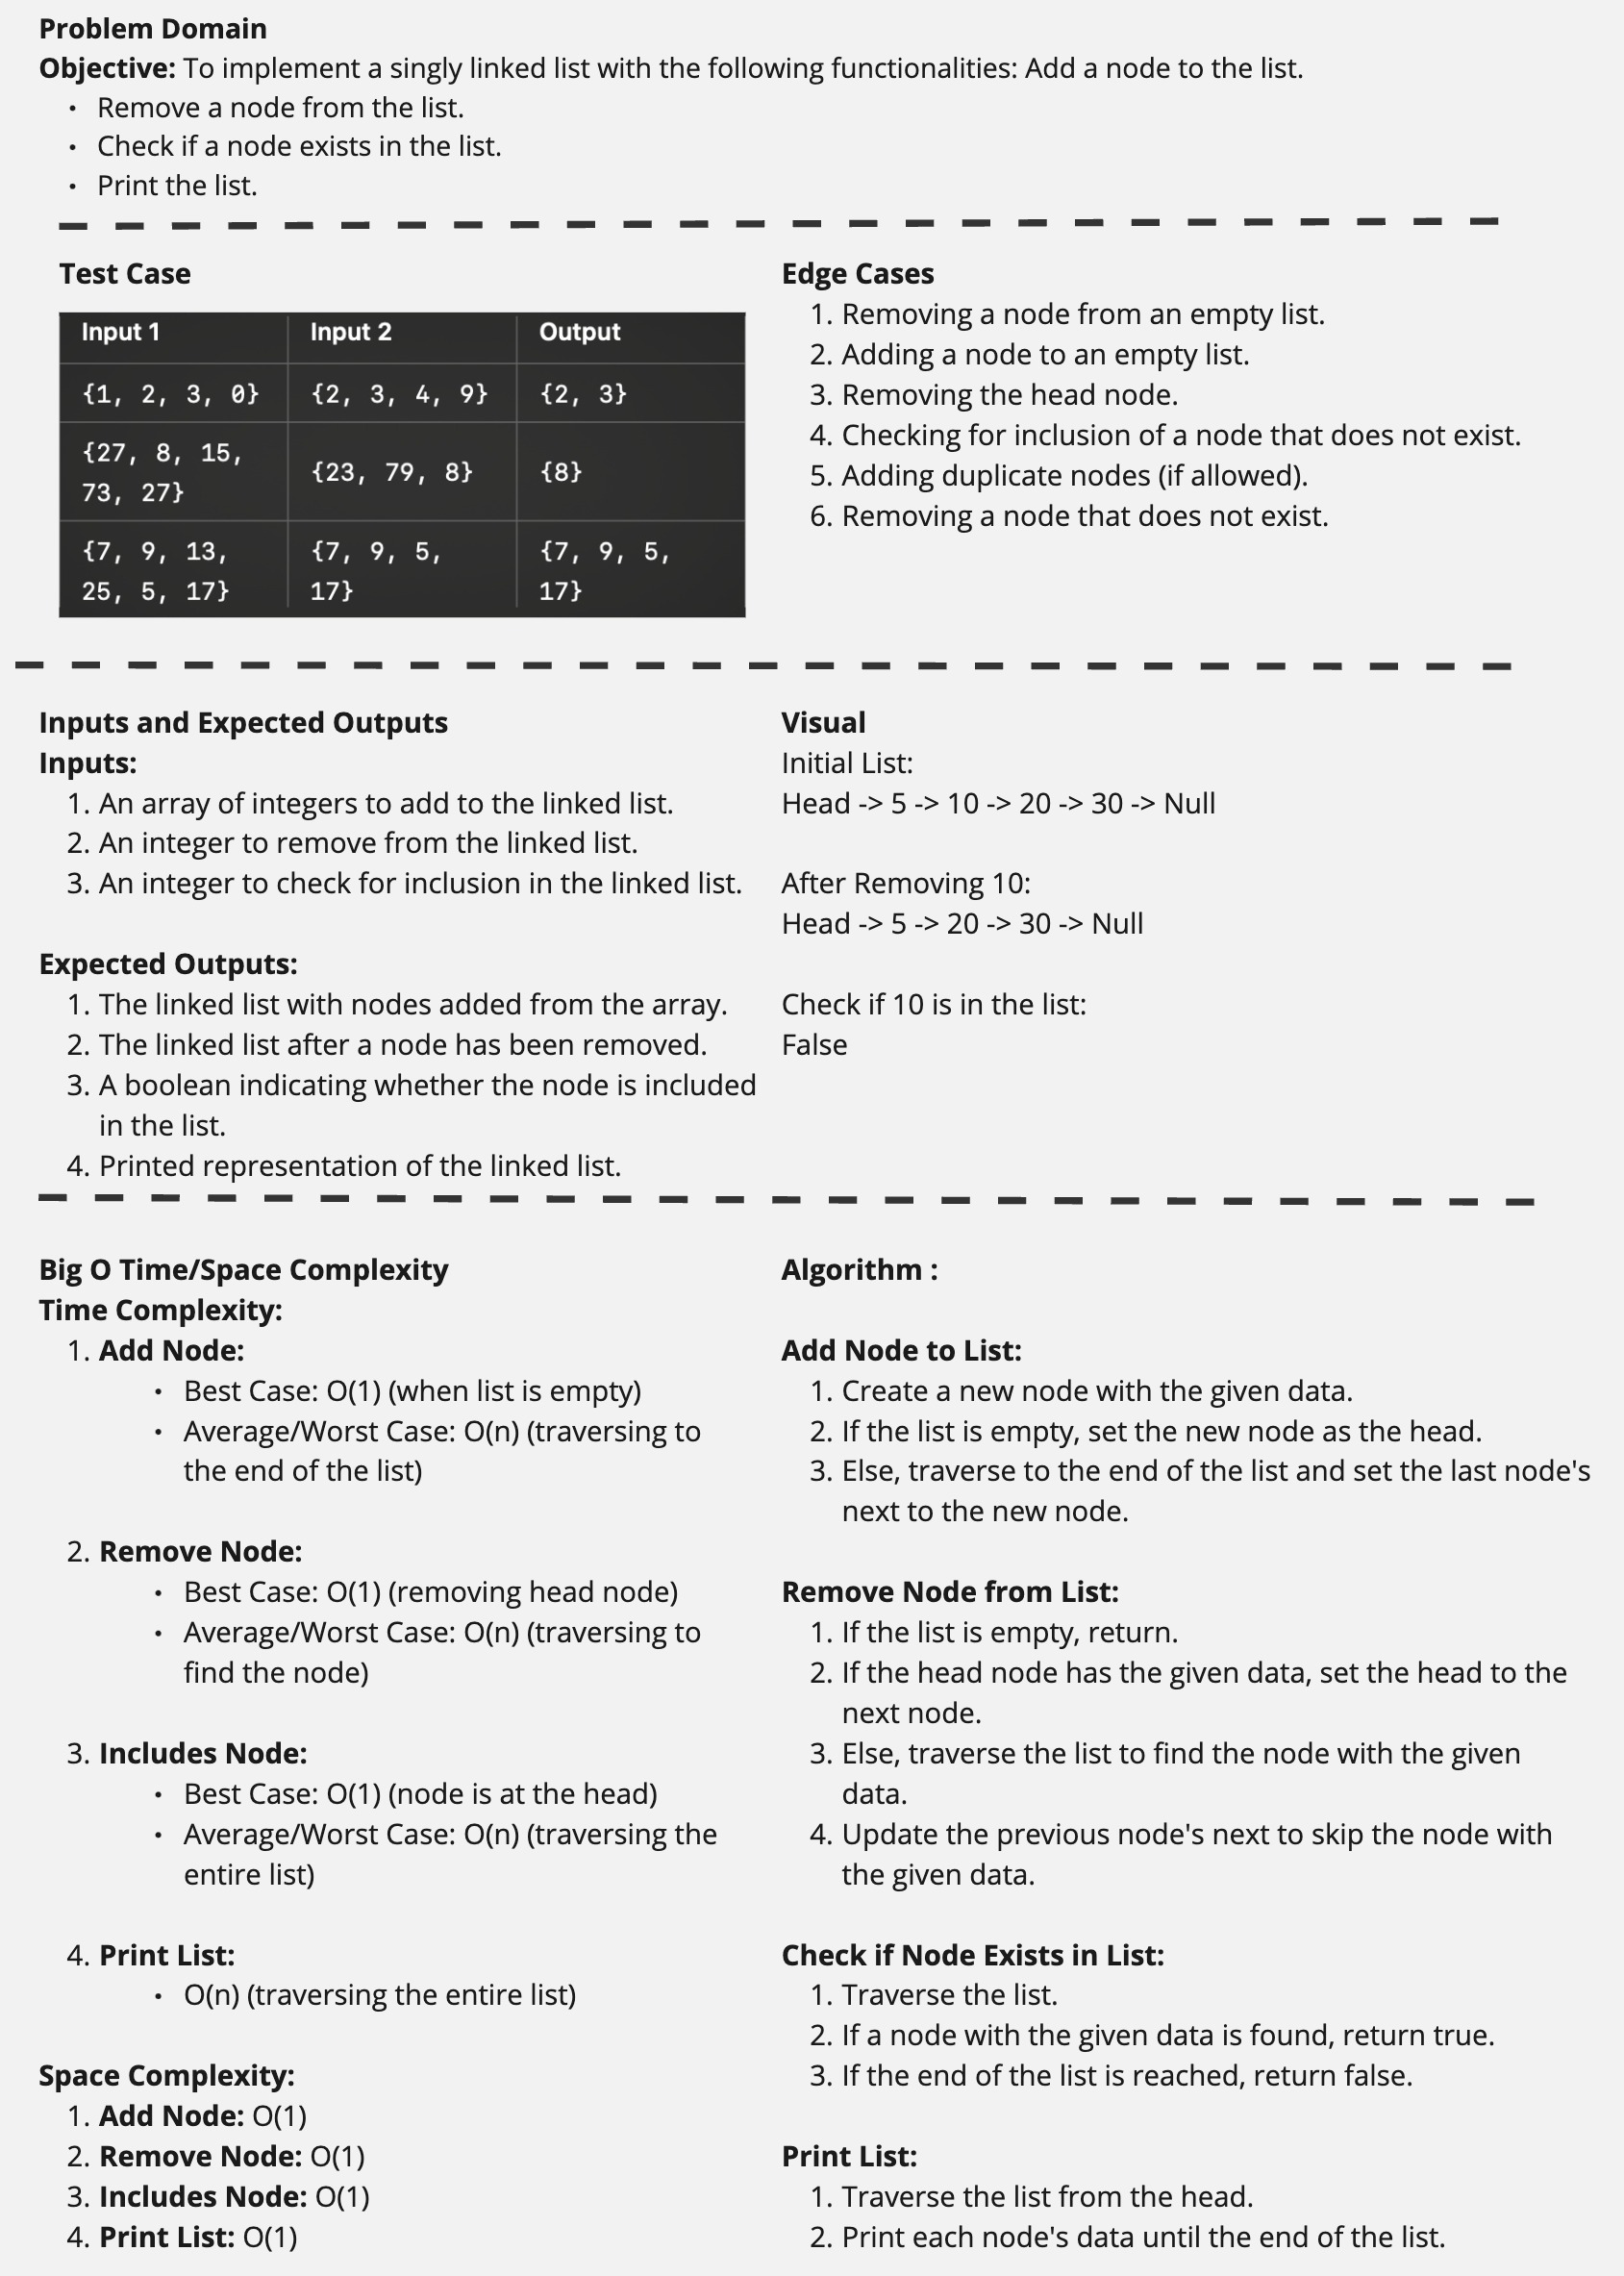 Problem Domain
Objective: To implement a singly linked list with the following functionalities: Add a node to the list.
• Remove a node from the list.
• Check if a node exists in the list.
• Print the list.
Test Case
Input 1 Input 2 Output
{1, 2, 3, 0} {2, 3, 4, 9} {2, 3}
{27, 8, 15,
73, 27} {23, 79, 8} {8}
{7, 9, 13, {7, 9, 5, {7, 9, 5,
25, 5, 17} 17} 17}
Edge Cases
1. Removing a node from an empty list.
2. Adding a node to an empty list.
3. Removing the head node.
4. Checking for inclusion of a node that does not exist.
5. Adding duplicate nodes (if allowed).
6. Removing a node that does not exist.
Inputs and Expected Outputs
Inputs:
1. An array of integers to add to the linked list.
2. An integer to remove from the linked list.
3. An integer to check for inclusion in the linked list.
Expected Outputs:
1. The linked list with nodes added from the array.
2. The linked list after a node has been removed.
3. A boolean indicating whether the node is included
in the list.
4. Printed representation of the linked list.
Visual
Initial List:
Head -> 5 -> 10 -> 20 -> 30 -> Null
After Removing 10:
Head -> 5 -> 20 -> 30 -> Null
Check if 10 is in the list:
False
Big O Time/Space Complexity
Time Complexity:
1. Add Node:
• Best Case: O(1) (when list is empty)
• Average/Worst Case: O(n) (traversing to
the end of the list)
2. Remove Node:
• Best Case: O(1) (removing head node)
• Average/Worst Case: O(n) (traversing to
find the node)
3. Includes Node:
• Best Case: O(1) (node is at the head)
• Average/Worst Case: O(n) (traversing the
entire list)
4. Print List:
• O(n) (traversing the entire list)
Space Complexity:
1. Add Node: O(1)
2. Remove Node: O(1)
3. Includes Node: O(1)
4. Print List: O(1)
Algorithm :
Add Node to List:
1. Create a new node with the given data.
2. If the list is empty, set the new node as the head.
3. Else, traverse to the end of the list and set the last node's
next to the new node.
Remove Node from List:
1. If the list is empty, return.
2. If the head node has the given data, set the head to the
next node.
3. Else, traverse the list to find the node with the given
data.
4. Update the previous node's next to skip the node with
the given data.
Check if Node Exists in List:
1. Traverse the list.
2. If a node with the given data is found, return true.
3. If the end of the list is reached, return false.
Print List:
1. Traverse the list from the head.
2. Print each node's data until the end of the list.